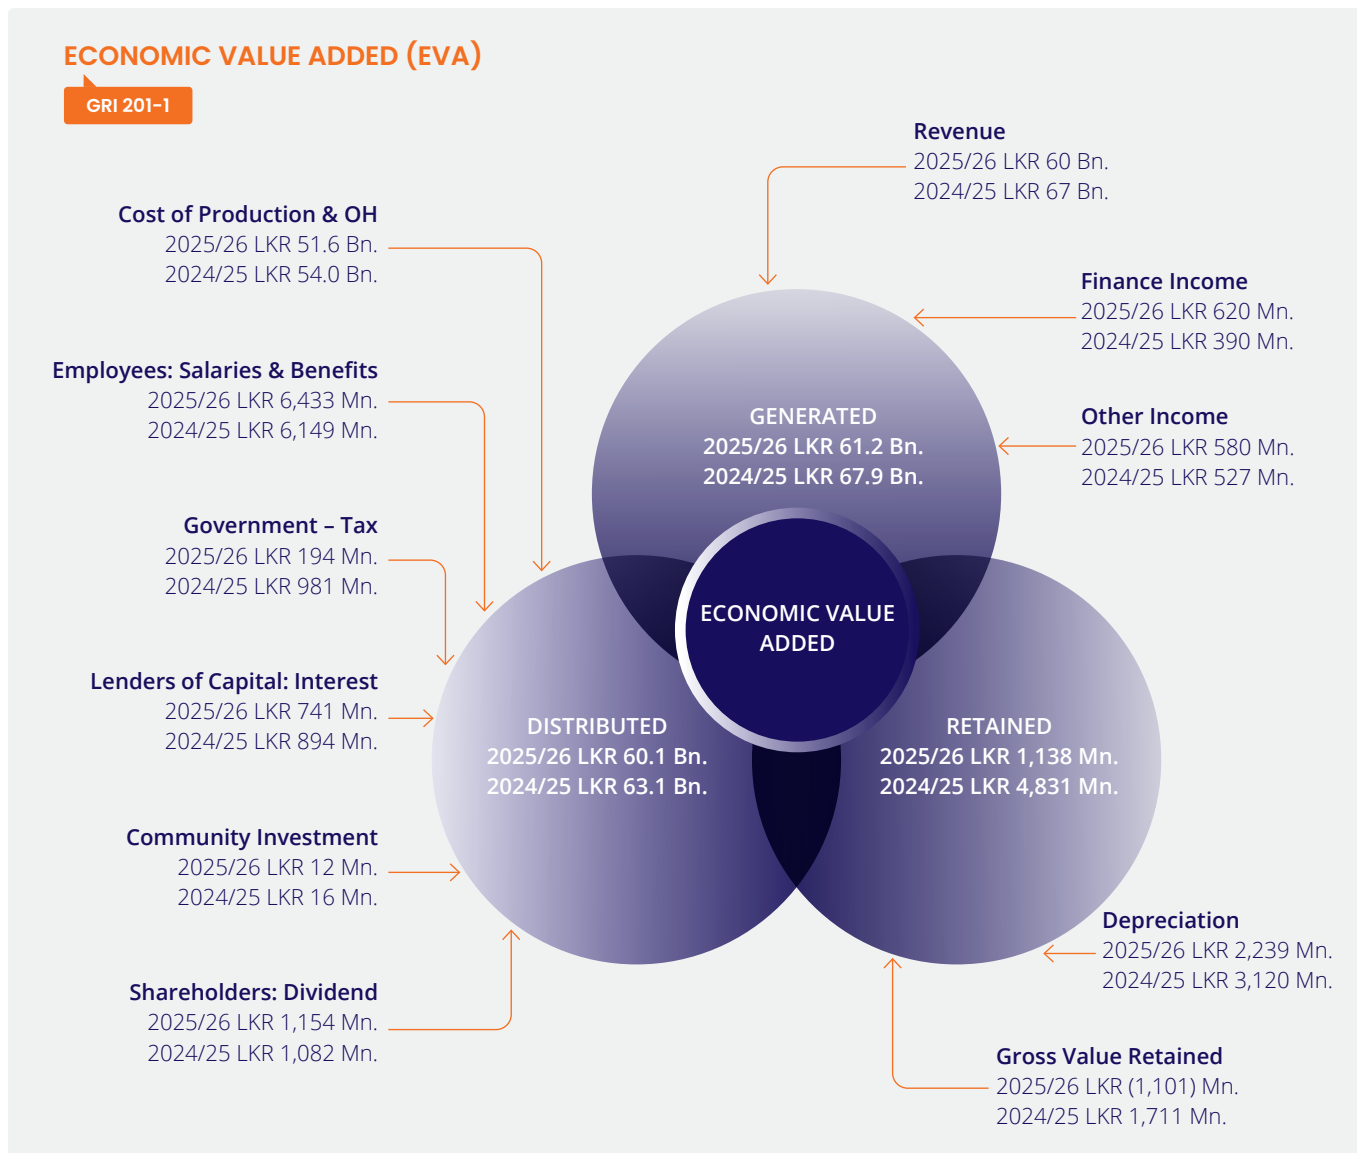 ECONOMIC VALUE ADDED (EVA)
GRI 201-1
Revenue
2025/26 LKR 60 Bn.
2024/25 LKR 67 Bn.
Cost of Production & OH
2025/26 LKR 51.6 Bn.
2024/25 LKR 54.0 Bn.
Finance Income
2025/26 LKR 620 Mn.
2024/25 LKR 390 Mn.
Employees: Salaries & Benefits
2025/26 LKR 6,433 Mn.
2024/25 LKR 6,149 Mn.
GENERATED
2025/26 LKR 61.2 Bn.
2024/25 LKR 67.9 Bn.
Other Income
2025/26 LKR 580 Mn.
2024/25 LKR 527 Mn.
Government – Tax
2025/26 LKR 194 Mn.
2024/25 LKR 981 Mn.
ECONOMIC VALUE
ADDED
Lenders of Capital: Interest
2025/26 LKR 741 Mn.
2024/25 LKR 894 Mn.
DISTRIBUTED
2025/26 LKR 60.1 Bn.
2024/25 LKR 63.1 Bn.
RETAINED
2025/26 LKR 1,138 Mn.
2024/25 LKR 4,831 Mn.
Community Investment
2025/26 LKR 12 Mn.
2024/25 LKR 16 Mn.
Depreciation
2025/26 LKR 2,239 Mn.
2024/25 LKR 3,120 Mn.
Shareholders: Dividend
2025/26 LKR 1,154 Mn.
2024/25 LKR 1,082 Mn.
Gross Value Retained
2025/26 LKR (1,101) Mn.
2024/25 LKR 1,711 Mn.